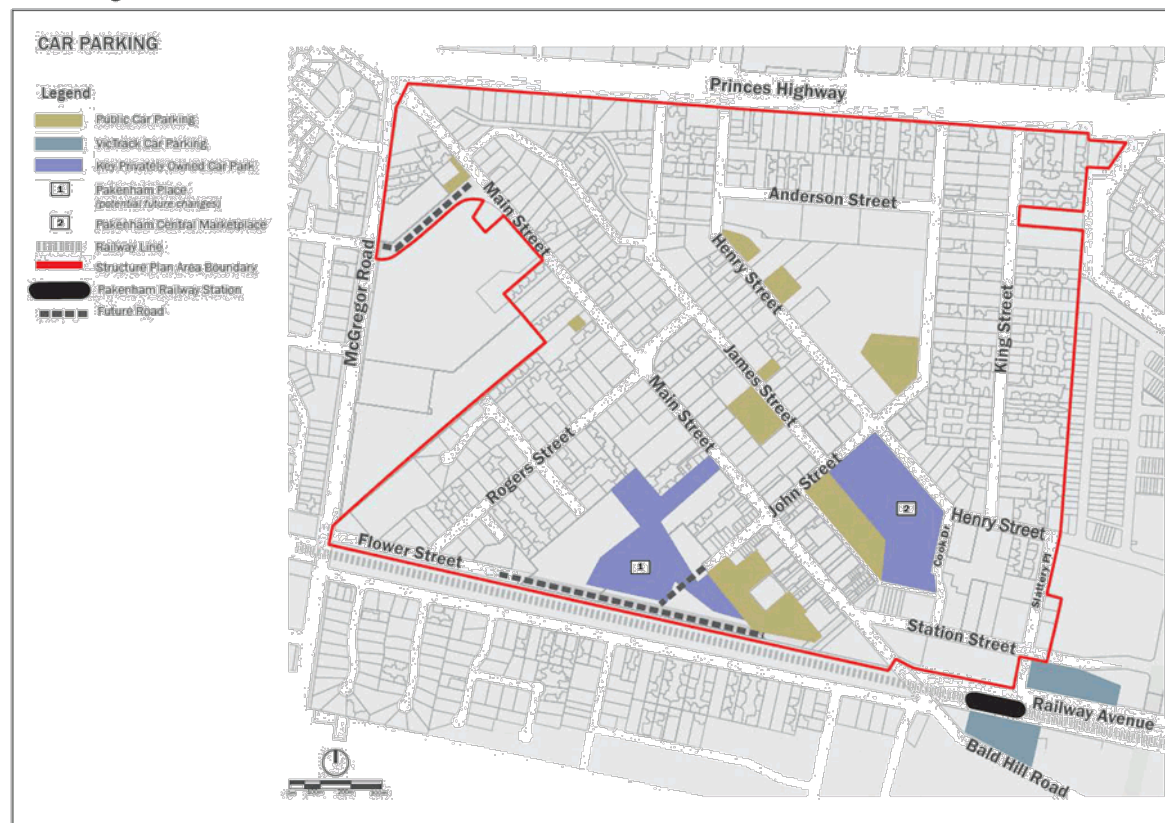 CAR PARKING
Legend
Public Car Parking
VicTrack Car Parking
Key Privately Owned Car Park
1 Pakenham Place
(potential future changes)
2 Pakenham Central Marketplace
Railway Line
Structure Plan Area Boundary
Pakenham Railway Station
Future Road
Princes Highway
Anderson Street
Main Street
Henry Street
McGregor Road
King Street
James Street
Main Street
Rogers Street
John Street
2
Henry Street
Cook Dr.
Flower Street
1
Slattery Pl
Station Street
Railway Avenue
Bald Hill Road